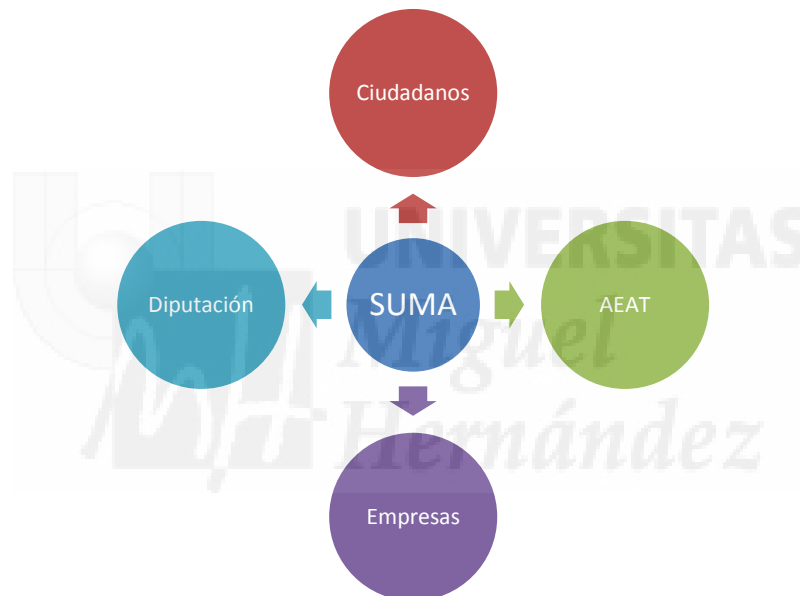 Ciudadanos
UNIVERSITAS
Diputación
SUMA
AEAT
Miguel
Hernández
Empresas